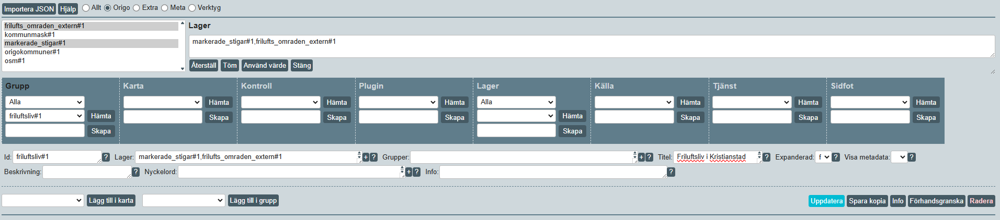 Importera JSON Hjälp Allt Origo Extra Meta Verktyg
frilufts_omraden_extern#1
kommunmask#1
markerade_stigar#1
origokommuner#1
osm#1
Lager
markerade_stigar#1,frilufts_omraden_extern#1
Återställ Töm Använd värde Stäng
Grupp Karta Kontroll Plugin Lager Källa Tjänst Sidfot
Alla Hämta Hämta Hämta Alla Hämta Hämta Hämta
friluftsliv#1 Hämta Skapa Skapa Skapa Hämta Skapa Skapa Skapa
Skapa Skapa
Id: friluftsliv#1 ? Lager: markerade_stigar#1,frilufts_omraden_extern#1 + ? Grupper: + ? Titel: Friluftsliv i Kristianstad ? Expanderad: f ? Visa metadata: ?
Beskrivning: ? Nyckelord: + ? Info: ?
Lägg till i karta Lägg till i grupp Uppdatera Spara kopia Info Förhandsgranska Radera